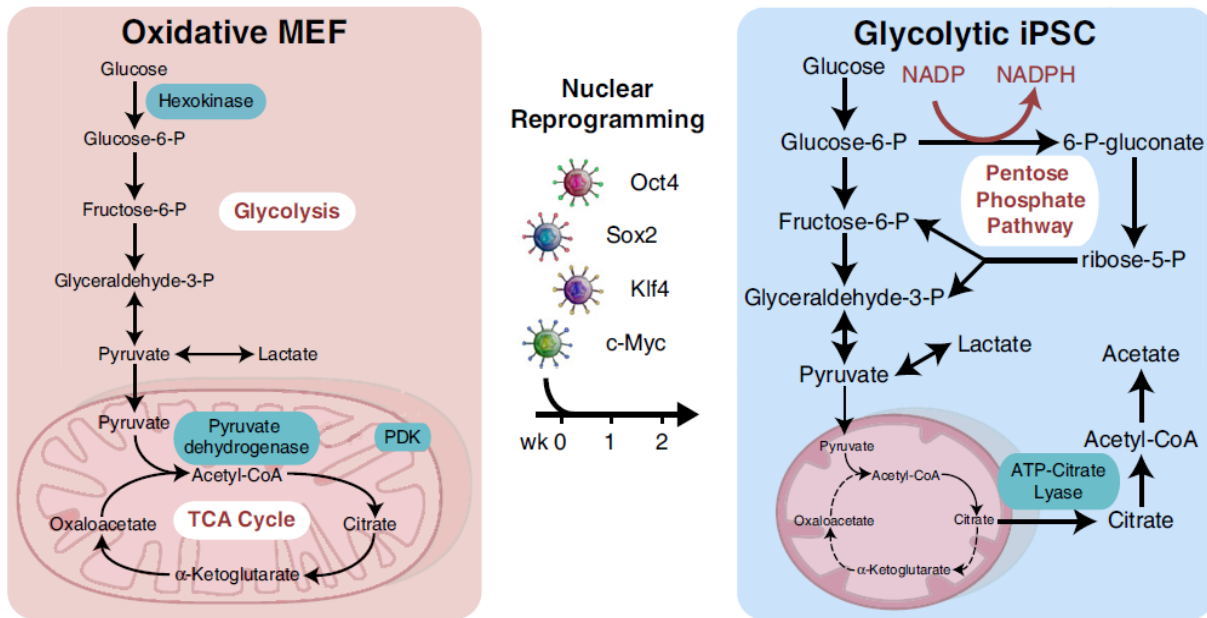 Oxidative MEF
Glucose
Hexokinase
Glucose-6-P
Fructose-6-P
Glycolysis
Glyceraldehyde-3-P
Pyruvate
Lactate
Pyruvate
Pyruvate
dehydrogenase
PDK
Acetyl-CoA
Oxaloacetate
TCA Cycle
Citrate
α-Ketoglutarate
Nuclear
Reprogramming
Oct4
Sox2
Klf4
c-Myc
wk 0 1 2
Glycolytic iPSC
Glucose
NADP
NADPH
Glucose-6-P
6-P-gluconate
Pentose
Phosphate
Pathway
Fructose-6-P
ribose-5-P
Glyceraldehyde-3-P
Lactate
Pyruvate
Acetate
Pyruvate
Acetyl-CoA
Acetyl-CoA
ATP-Citrate
Lyase
Oxaloacetate
Citrate
Citrate
α-Ketoglutarate